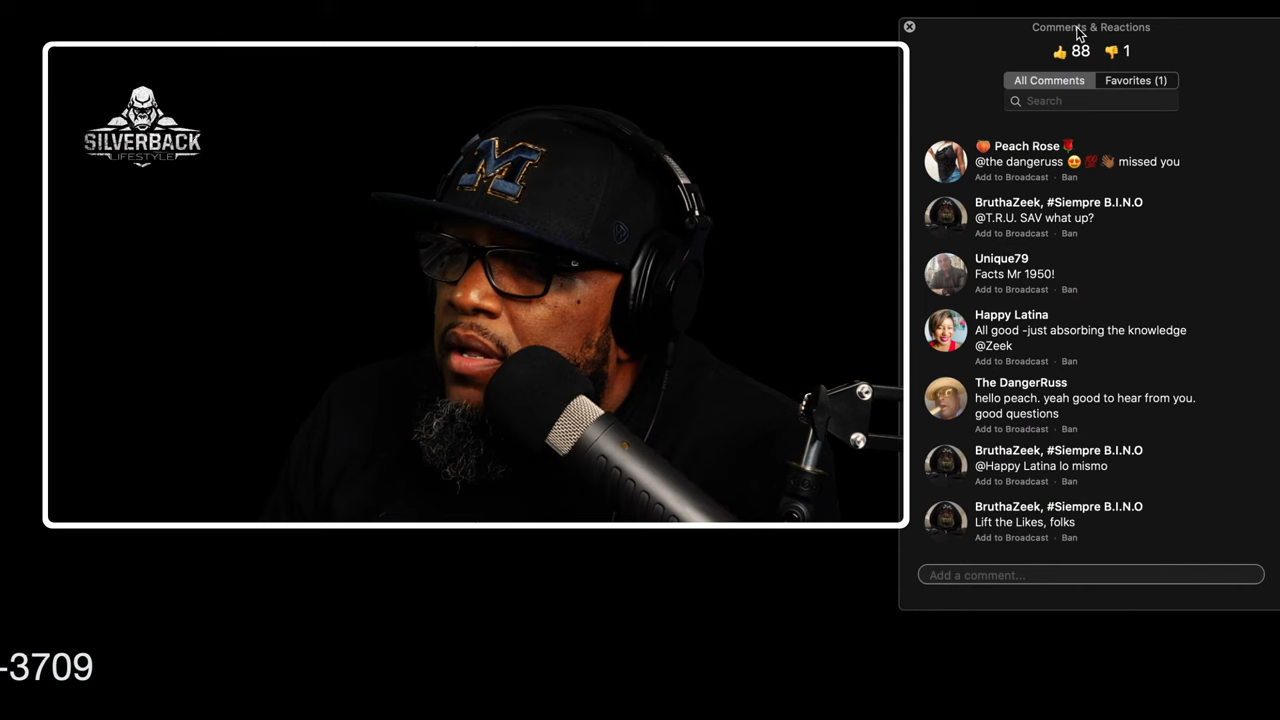 SILVERBACK
LIFESTYLE
M
Comments & Reactions
👍 88 👎 1
All Comments Favorites (1)
Search
🍑 Peach Rose🌹
@the dangeruss 😍 💯 👋🏾 missed you
Add to Broadcast · Ban
BruthaZeek, #Siempre B.I.N.O
@T.R.U. SAV what up?
Add to Broadcast · Ban
Unique79
Facts Mr 1950!
Add to Broadcast · Ban
Happy Latina
All good -just absorbing the knowledge
@Zeek
Add to Broadcast · Ban
The DangerRuss
hello peach. yeah good to hear from you.
good questions
Add to Broadcast · Ban
BruthaZeek, #Siempre B.I.N.O
@Happy Latina lo mismo
Add to Broadcast · Ban
BruthaZeek, #Siempre B.I.N.O
Lift the Likes, folks
Add to Broadcast · Ban
Add a comment...
-3709